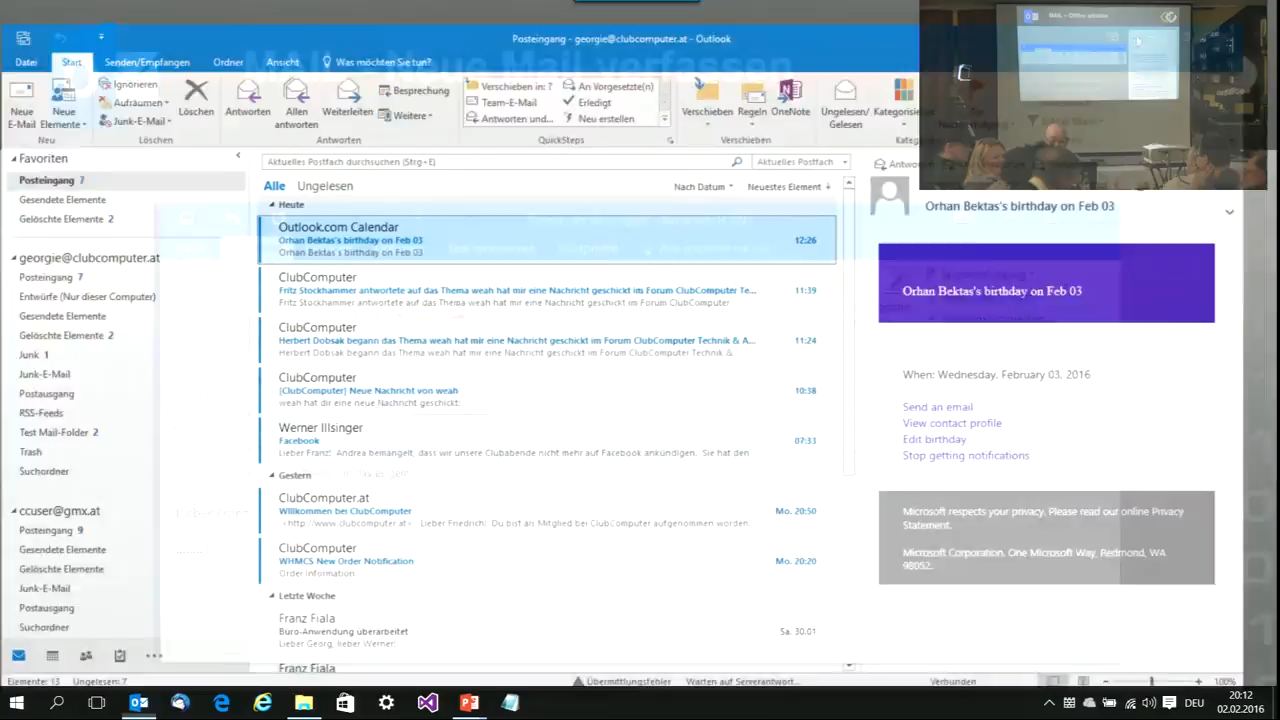 Posteingang - georgie@clubcomputer.at - Outlook
MAIL - Offline arbeiten
Datei Start Senden/Empfangen Ordner Ansicht Was möchten Sie tun?
Neue E-Mail
Neue Elemente
Ignorieren
Aufräumen
Junk-E-Mail
Löschen
Antworten
Allen antworten
Weiterleiten
Besprechung
Weitere
Verschieben in: ?
Team-E-Mail
Antworten und...
An Vorgesetzte(n)
Erledigt
Neu erstellen
Verschieben
Regeln
OneNote
Ungelesen/ Gelesen
Kategorisie
Neu Löschen Antworten QuickSteps Verschieben Kateg
Favoriten
Posteingang 7
Gesendete Elemente
Gelöschte Elemente 2
georgie@clubcomputer.at
Posteingang 7
Entwürfe (Nur dieser Computer)
Gesendete Elemente
Gelöschte Elemente 2
Junk 1
Junk-E-Mail
Postausgang
RSS-Feeds
Test Mail-Folder 2
Trash
Suchordner
ccuser@gmx.at
Posteingang 9
Gesendete Elemente
Gelöschte Elemente
Junk-E-Mail
Postausgang
Suchordner
Aktuelles Postfach durchsuchen (Strg+E) Aktuelles Postfach
Alle Ungelesen Nach Datum Neuestes Element
Heute
Outlook.com Calendar
Orhan Bektas's birthday on Feb 03 12:26
Orhan Bektas's birthday on Feb 03
ClubComputer
Fritz Stockhammer antwortete auf das Thema weah hat mir eine Nachricht geschickt im Forum ClubComputer Te... 11:39
Fritz Stockhammer antwortete auf das Thema weah hat mir eine Nachricht geschickt im Forum ClubComputer
ClubComputer
Herbert Dobsak begann das Thema weah hat mir eine Nachricht geschickt im Forum ClubComputer Technik & A... 11:24
Herbert Dobsak begann das Thema weah hat mir eine Nachricht geschickt im Forum ClubComputer Technik &
ClubComputer
[ClubComputer] Neue Nachricht von weah 10:38
weah hat dir eine neue Nachricht geschickt:
Werner Illsinger
Facebook 07:33
Lieber Franz! Andrea bemangelt, dass wir unsere Clubabende nicht mehr auf Facebook ankündigen. Sie hat den
Gestern
ClubComputer.at
Willkommen bei ClubComputer Mo. 20:50
<http://www.clubcomputer.at> Lieber Friedrich! Du bist als Mitglied bei ClubComputer aufgenommen worden.
ClubComputer
WHMCS New Order Notification Mo. 20:20
Order Information
Letzte Woche
Franz Fiala
Büro-Anwendung überarbeitet Sa. 30.01
Lieber Georg, lieber Werner:
Franz Fiala
Antwor
Orhan Bektas's birthday on Feb 03
Orhan Bektas's birthday on Feb 03
When: Wednesday, February 03, 2016
Send an email
View contact profile
Edit birthday
Stop getting notifications
Microsoft respects your privacy. Please read our online Privacy
Statement.
Microsoft Corporation, One Microsoft Way, Redmond, WA
98052.
Elemente: 13 Ungelesen: 7 Übermittlungsfehler Warten auf Serverantwort... Verbunden 100%
DEU 20:12
02.02.2016